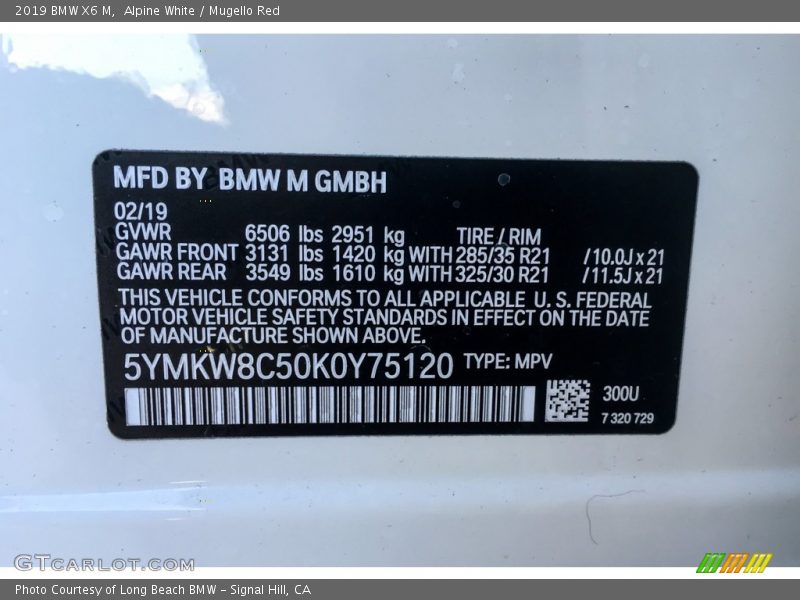 2019 BMW X6 M, Alpine White / Mugello Red
MFD BY BMW M GMBH
02/19
GVWR 6506 lbs 2951 kg TIRE / RIM
GAWR FRONT 3131 lbs 1420 kg WITH 285/35 R21 /10.0J x 21
GAWR REAR 3549 lbs 1610 kg WITH 325/30 R21 /11.5J x 21
THIS VEHICLE CONFORMS TO ALL APPLICABLE U.S. FEDERAL
MOTOR VEHICLE SAFETY STANDARDS IN EFFECT ON THE DATE
OF MANUFACTURE SHOWN ABOVE.
5YMKW8C50K0Y75120 TYPE: MPV
300U
7 320 729
GTCARLOT.COM
Photo Courtesy of Long Beach BMW - Signal Hill, CA